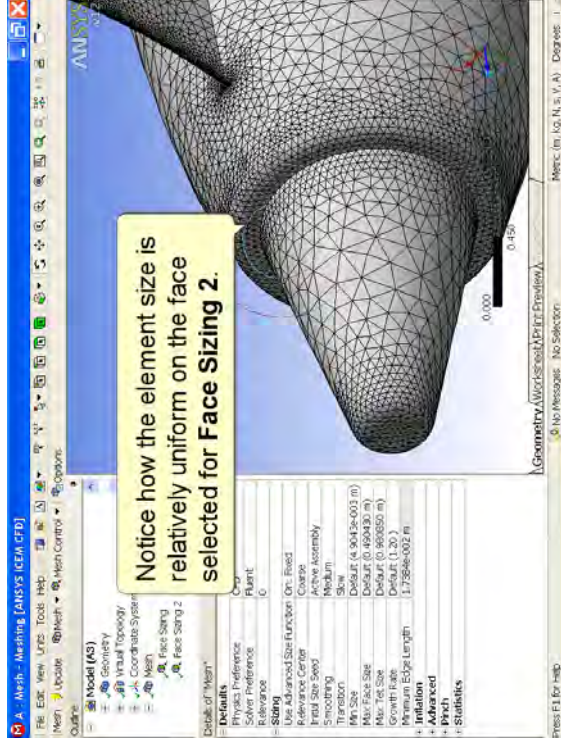 A : Mesh - Meshing [ANSYS ICEM CFD]
File Edit View Units Tools Help
Mesh Update Mesh Mesh Control Options
Outline
Model (A3)
Geometry
Virtual Topology
Coordinate System
Mesh
Face Sizing
Face Sizing 2
Notice how the element size is
relatively uniform on the face
selected for Face Sizing 2.
ANSYS
Details of "Mesh"
Defaults
Physics Preference
Solver Preference Fluent
Relevance 0
Sizing
Use Advanced Size Function On: Fixed
Relevance Center Coarse
Initial Size Seed Active Assembly
Smoothing Medium
Transition Slow
Min Size Default (4.9043e-003 m)
Max Face Size Default (0.490430 m)
Max Tet Size Default (0.980850 m)
Growth Rate Default (1.20 )
Minimum Edge Length 1.7384e-002 m
Inflation
Advanced
Pinch
Statistics
0.000 0.450
Geometry Worksheet Print Preview
Press F1 for Help No Messages No Selection Metric (m, kg, N, s, V, A) Degrees